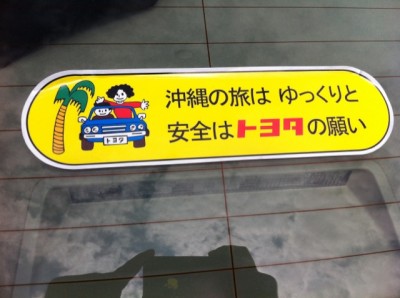 沖縄の旅は ゆっくりと
安全はトヨタの願い
トヨタ